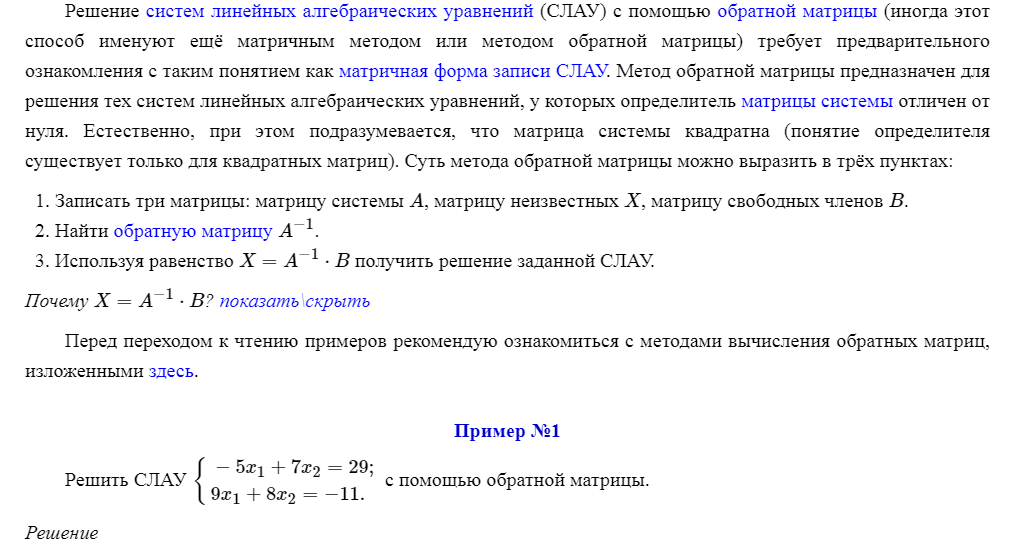 Решение систем линейных алгебраических уравнений (СЛАУ) с помощью обратной матрицы (иногда этот
способ именуют ещё матричным методом или методом обратной матрицы) требует предварительного
ознакомления с таким понятием как матричная форма записи СЛАУ. Метод обратной матрицы предназначен для
решения тех систем линейных алгебраических уравнений, у которых определитель матрицы системы отличен от
нуля. Естественно, при этом подразумевается, что матрица системы квадратна (понятие определителя
существует только для квадратных матриц). Суть метода обратной матрицы можно выразить в трёх пунктах:
1. Записать три матрицы: матрицу системы A, матрицу неизвестных X, матрицу свободных членов B.
2. Найти обратную матрицу A⁻¹.
3. Используя равенство X = A⁻¹ · B получить решение заданной СЛАУ.
Почему X = A⁻¹ · B? показать\скрыть
Перед переходом к чтению примеров рекомендую ознакомиться с методами вычисления обратных матриц,
изложенными здесь.
Пример №1
Решить СЛАУ { − 5x₁ + 7x₂ = 29; 9x₁ + 8x₂ = −11. с помощью обратной матрицы.
Решение